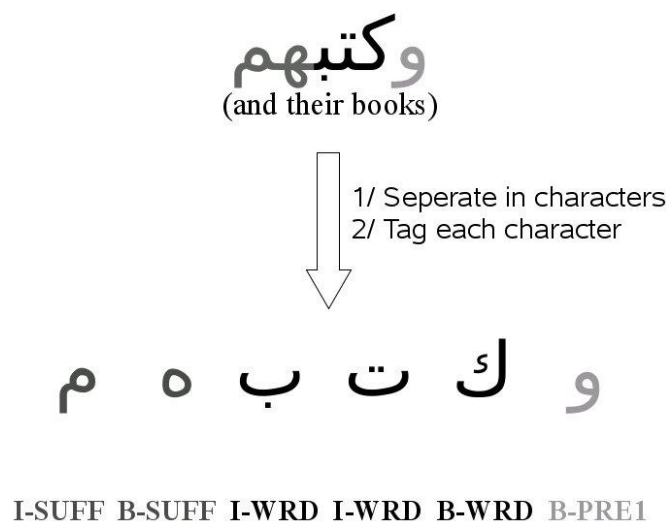 وكتبهم
(and their books)
1/ Seperate in characters
2/ Tag each character
و ك ت ب ه م
I-SUFF B-SUFF I-WRD I-WRD B-WRD B-PRE1